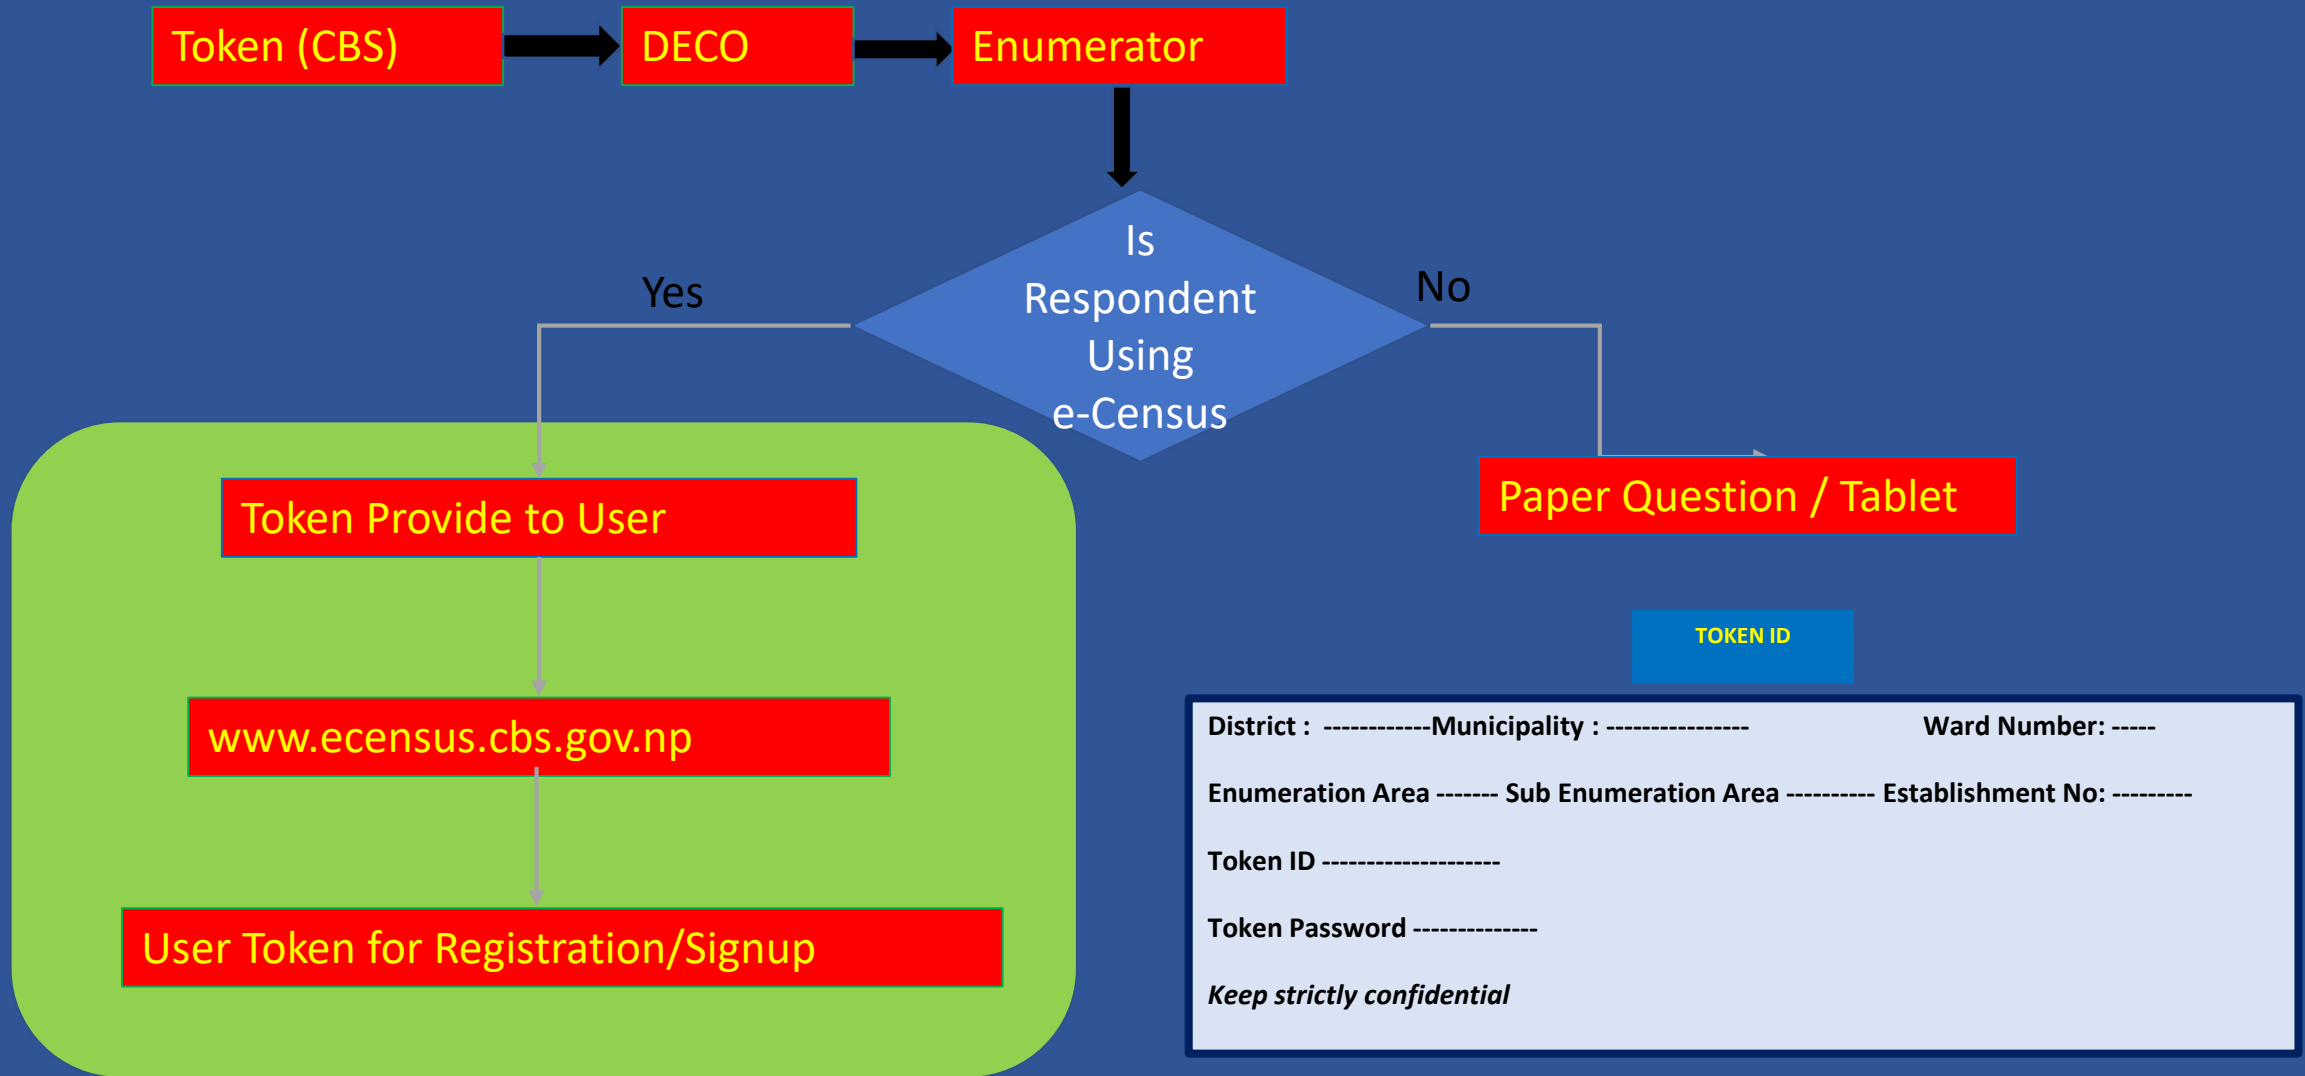 Token (CBS)
DECO
Enumerator
Is
Respondent
Using
e-Census
Yes
No
Token Provide to User
www.ecensus.cbs.gov.np
User Token for Registration/Signup
Paper Question / Tablet
TOKEN ID
District : ------------Municipality : ---------------- Ward Number: -----
Enumeration Area ------- Sub Enumeration Area ---------- Establishment No: ---------
Token ID --------------------
Token Password --------------
Keep strictly confidential